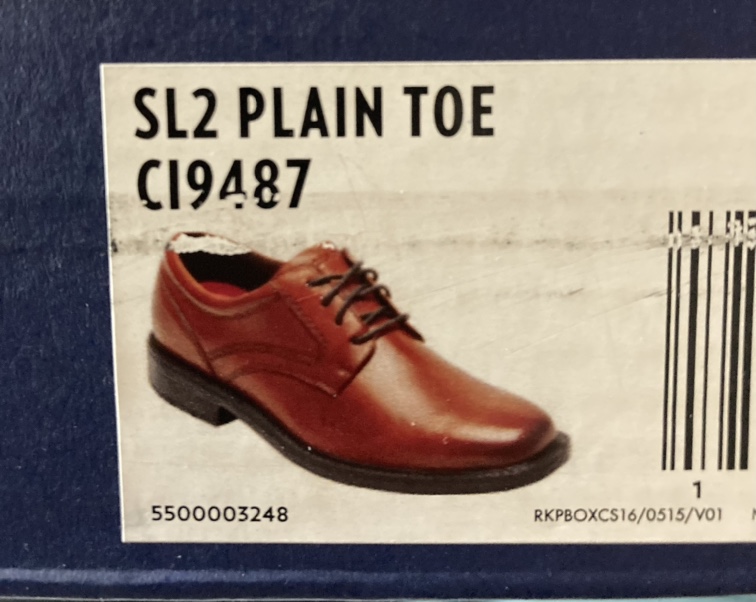 SL2 PLAIN TOE
CI9487
5500003248
1
RKPBOXCS16/0515/V01